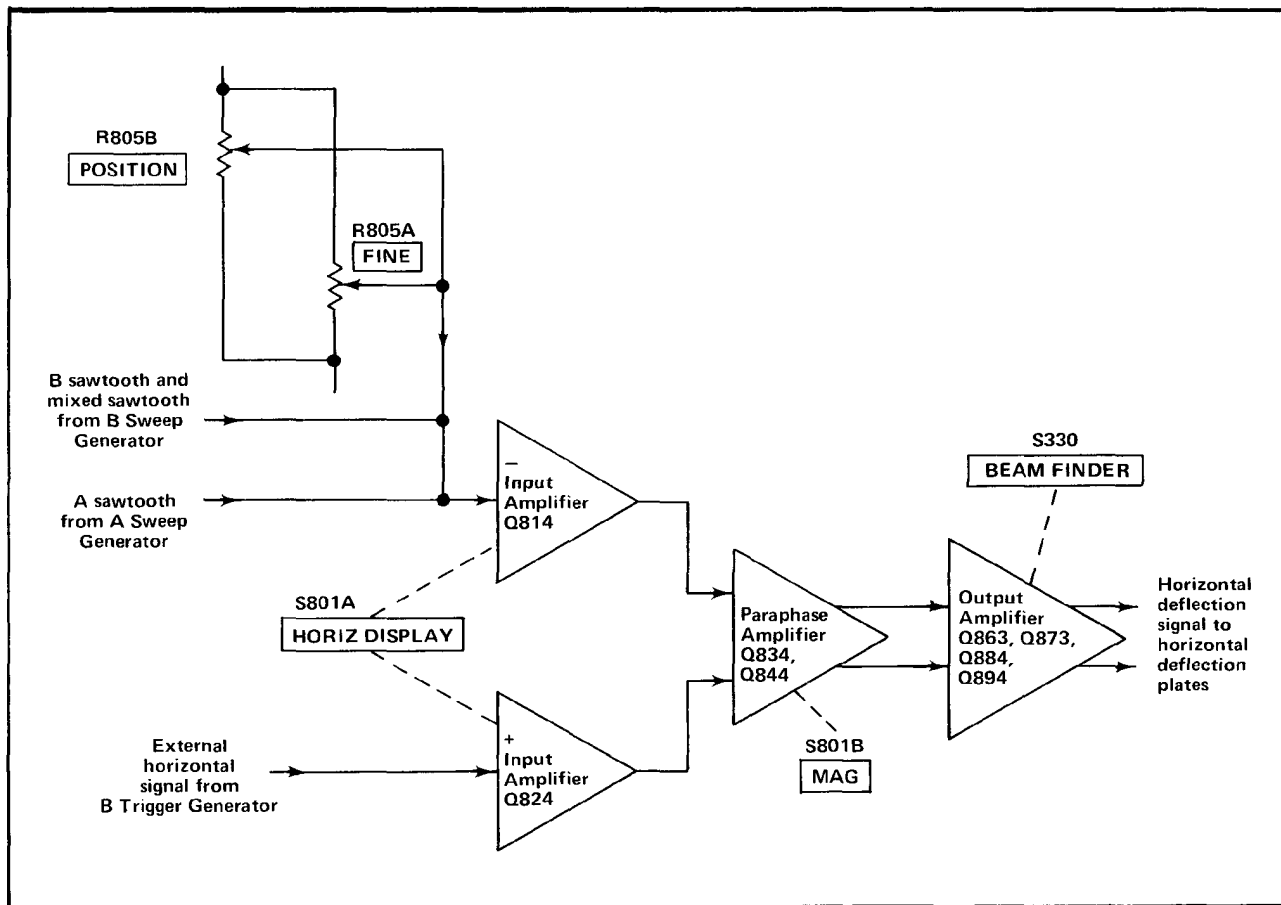 R805B
POSITION
R805A
FINE
B sawtooth and
mixed sawtooth
from B Sweep
Generator
A sawtooth
from A Sweep
Generator
−
Input
Amplifier
Q814
S801A
HORIZ DISPLAY
External
horizontal
signal from
B Trigger Generator
+
Input
Amplifier
Q824
Paraphase
Amplifier
Q834,
Q844
S801B
MAG
S330
BEAM FINDER
Output
Amplifier
Q863, Q873,
Q884,
Q894
Horizontal
deflection
signal to
horizontal
deflection
plates